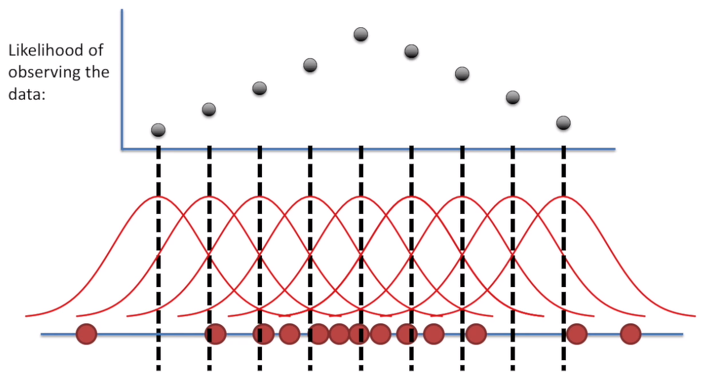 Likelihood of
observing the
data: